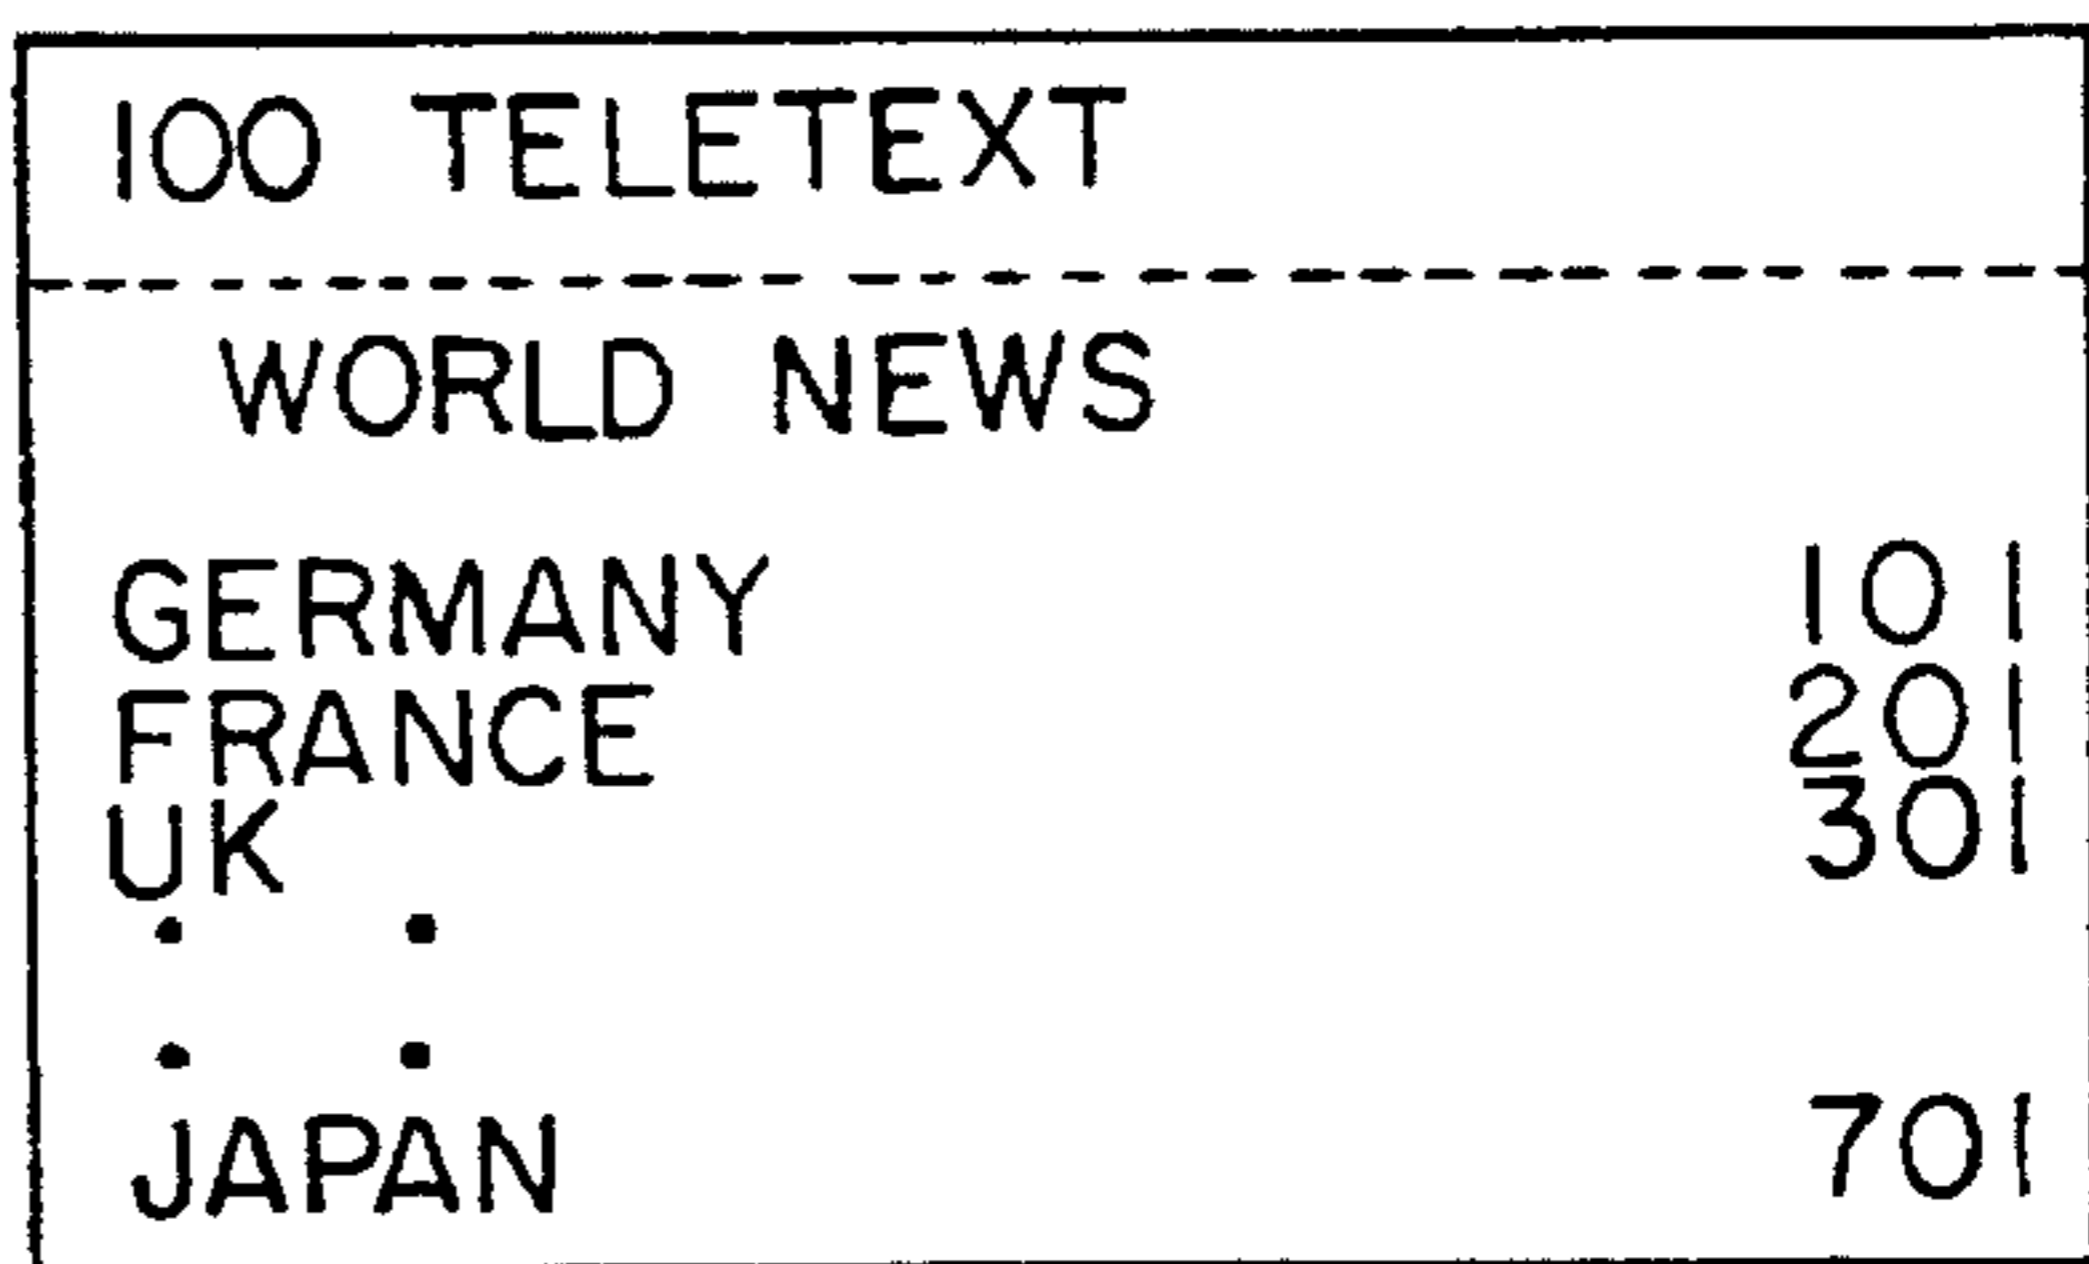 100 TELETEXT
WORLD NEWS
GERMANY 101
FRANCE 201
UK 301
. .
. .
JAPAN 701